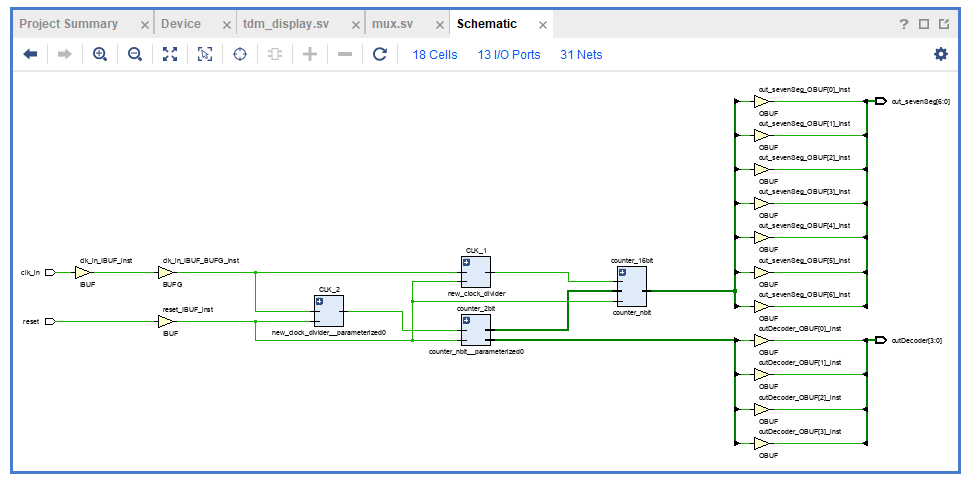 Project Summary × Device × tdm_display.sv × mux.sv × Schematic × ?
18 Cells 13 I/O Ports 31 Nets
out_sevenSeg_OBUF[0]_inst
out_sevenSeg[6:0]
OBUF
out_sevenSeg_OBUF[1]_inst
OBUF
out_sevenSeg_OBUF[2]_inst
OBUF
out_sevenSeg_OBUF[3]_inst
OBUF
out_sevenSeg_OBUF[4]_inst
OBUF
out_sevenSeg_OBUF[5]_inst
OBUF
out_sevenSeg_OBUF[6]_inst
OBUF
clk_in
clk_in_IBUF_inst
IBUF
clk_in_IBUF_BUFG_inst
BUFG
CLK_1
new_clock_divider
counter_16bit
counter_nbit
reset
reset_IBUF_inst
IBUF
CLK_2
new_clock_divider__parameterized0
counter_2bit
counter_nbit__parameterized0
outDecoder_OBUF[0]_inst
outDecoder[3:0]
OBUF
outDecoder_OBUF[1]_inst
OBUF
outDecoder_OBUF[2]_inst
OBUF
outDecoder_OBUF[3]_inst
OBUF